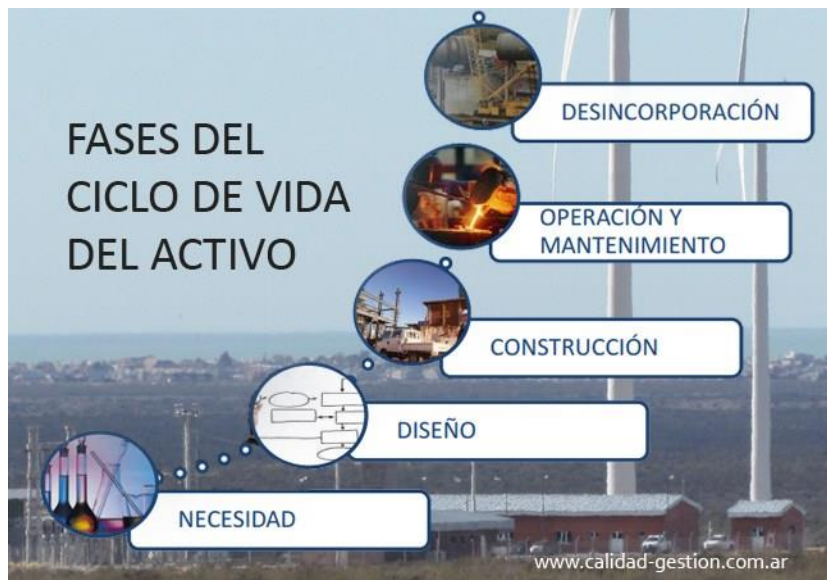 FASES DEL
CICLO DE VIDA
DEL ACTIVO
DESINCORPORACIÓN
OPERACIÓN Y
MANTENIMIENTO
CONSTRUCCIÓN
DISEÑO
NECESIDAD
www.calidad-gestion.com.ar